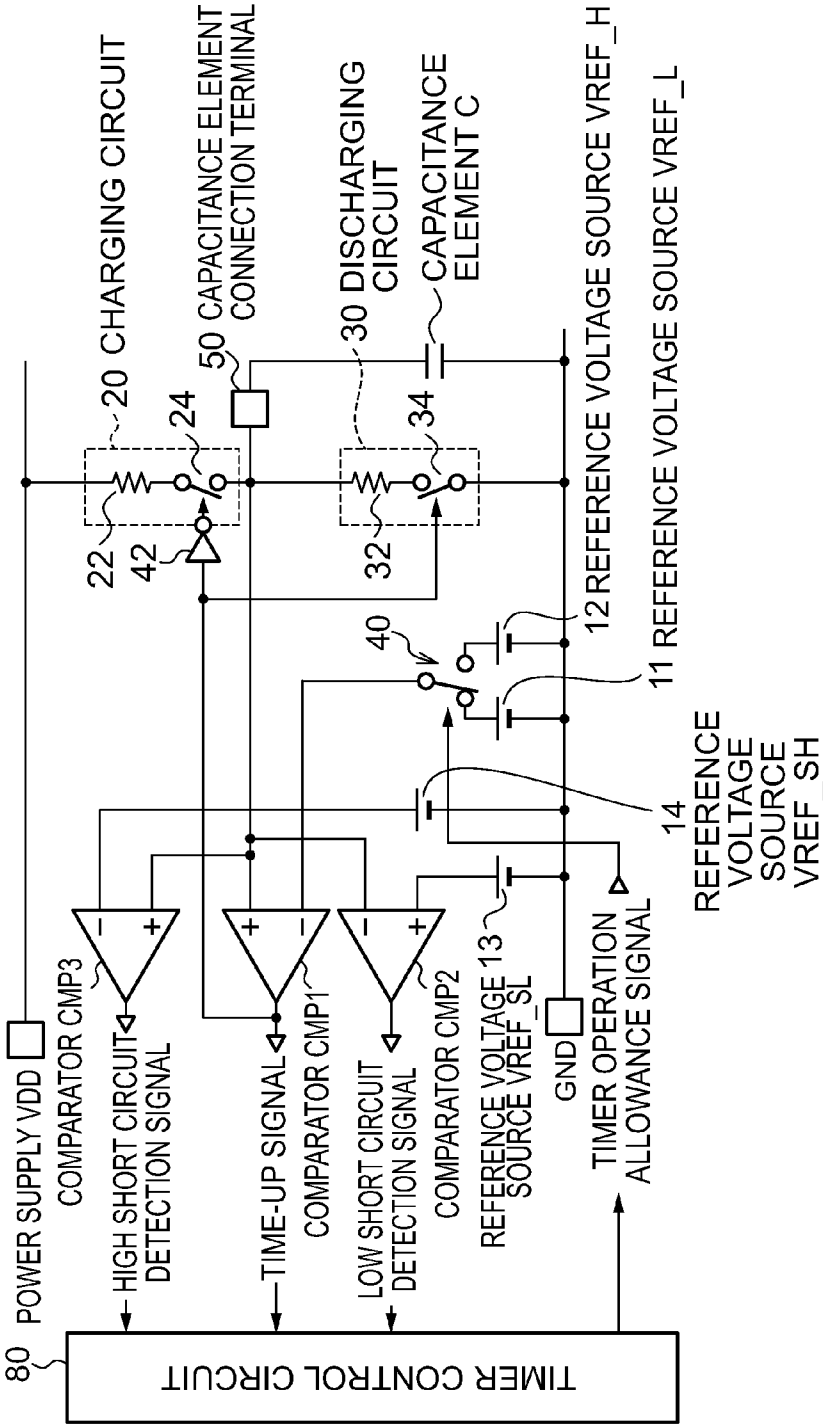 20 CHARGING CIRCUIT
50 CAPACITANCE ELEMENT
CONNECTION TERMINAL
30 DISCHARGING
CIRCUIT
CAPACITANCE
ELEMENT C
12 REFERENCE VOLTAGE SOURCE VREF_H
11 REFERENCE VOLTAGE SOURCE VREF_L
22
24
42
32
34
40
14
REFERENCE
VOLTAGE
SOURCE
VREF_SH
POWER SUPPLY VDD
COMPARATOR CMP3
− +
HIGH SHORT CIRCUIT
DETECTION SIGNAL
TIME-UP SIGNAL
COMPARATOR CMP1
+ −
LOW SHORT CIRCUIT
DETECTION SIGNAL
COMPARATOR CMP2
− +
REFERENCE VOLTAGE 13
SOURCE VREF_SL
GND
TIMER OPERATION
ALLOWANCE SIGNAL
80
TIMER CONTROL CIRCUIT